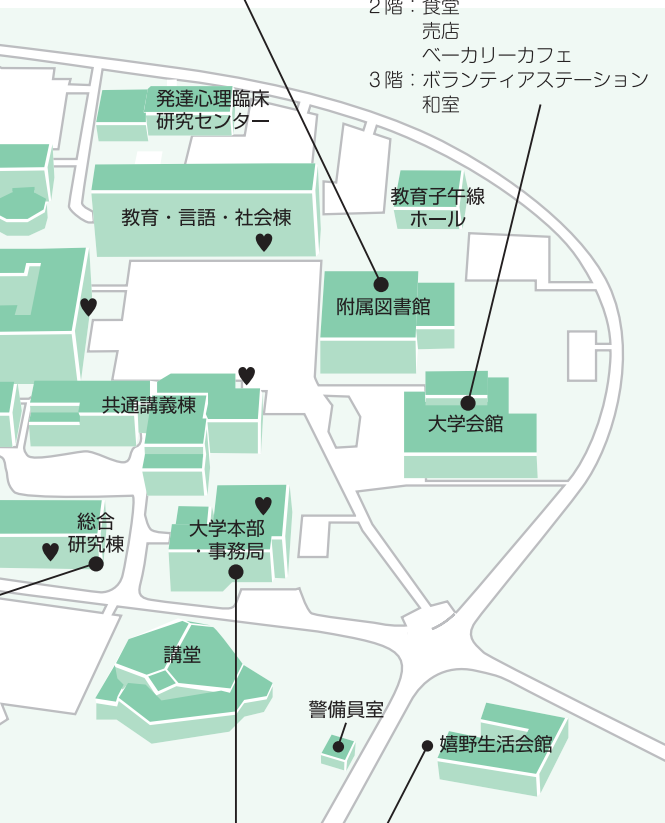 2階：食堂
売店
ベーカリーカフェ
3階：ボランティアステーション
和室
発達心理臨床
研究センター
教育子午線
ホール
教育・言語・社会棟
附属図書館
共通講義棟
大学会館
総合
研究棟
大学本部
・事務局
講堂
警備員室
嬉野生活会館